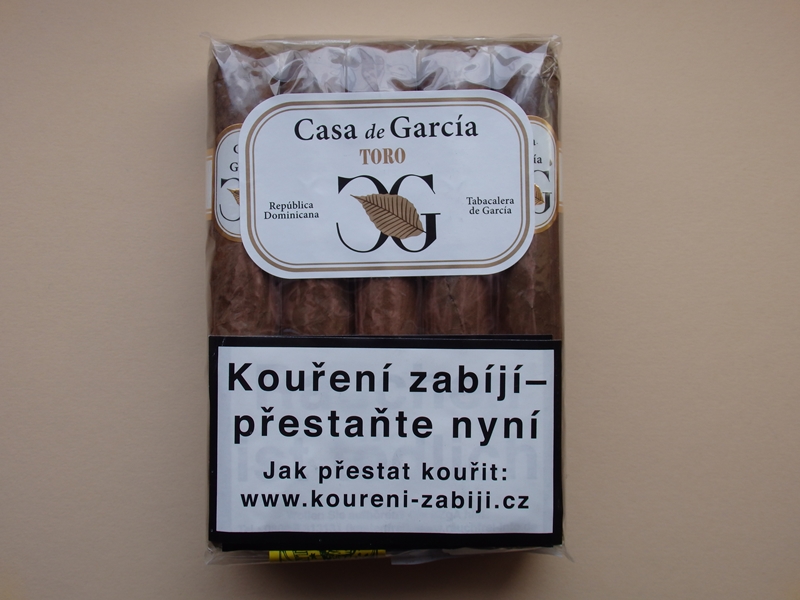 Casa de García
TORO
República
Dominicana
CG
Tabacalera
de García
Kouření zabíjí–
přestaňte nyní
Jak přestat kouřit:
www.koureni-zabiji.cz